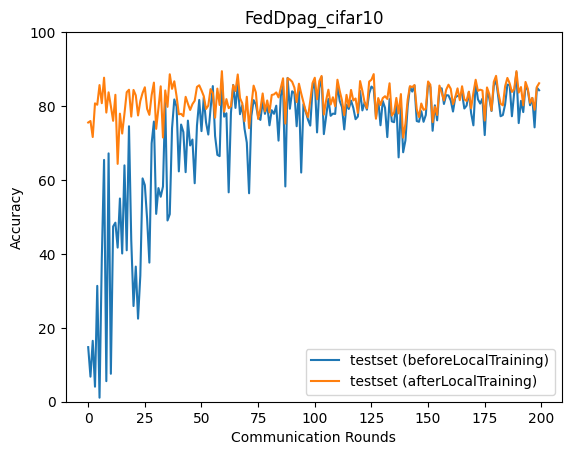 FedDpag_cifar10
100
80
60
40
20
0
Accuracy
0 25 50 75 100 125 150 175 200
Communication Rounds
testset (beforeLocalTraining)
testset (afterLocalTraining)